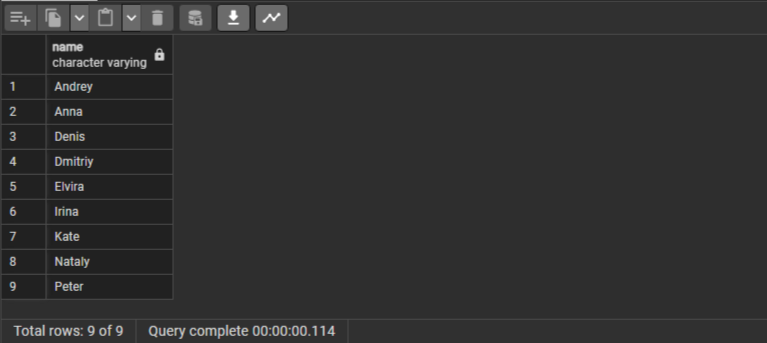 name
character varying
1 Andrey
2 Anna
3 Denis
4 Dmitriy
5 Elvira
6 Irina
7 Kate
8 Nataly
9 Peter
Total rows: 9 of 9 Query complete 00:00:00.114